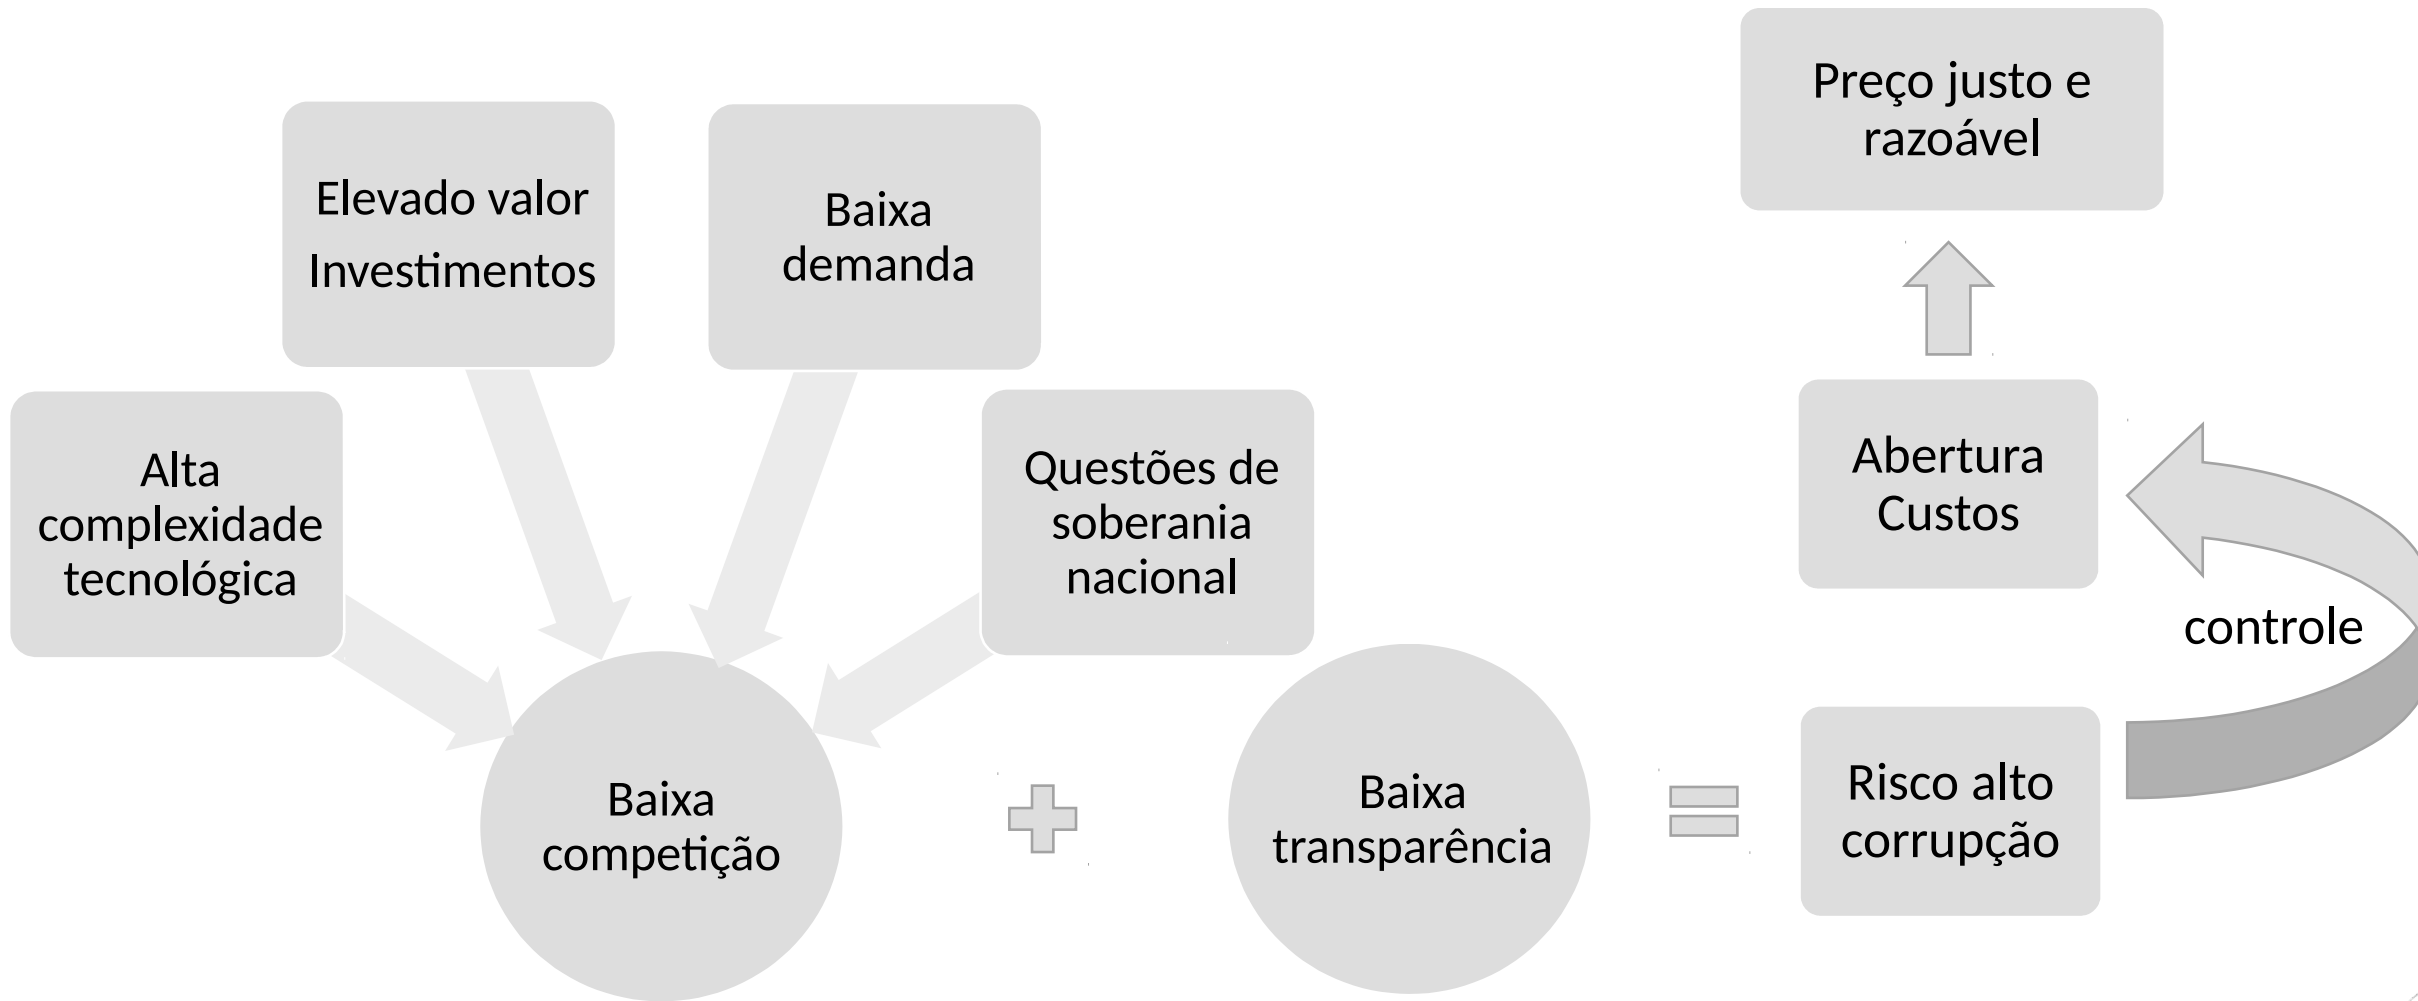 Elevado valor
Investimentos
Baixa
demanda
Alta
complexidade
tecnológica
Questões de
soberania
nacional
Baixa
competição
Baixa
transparência
Preço justo e
razoável
Abertura
Custos
controle
Risco alto
corrupção